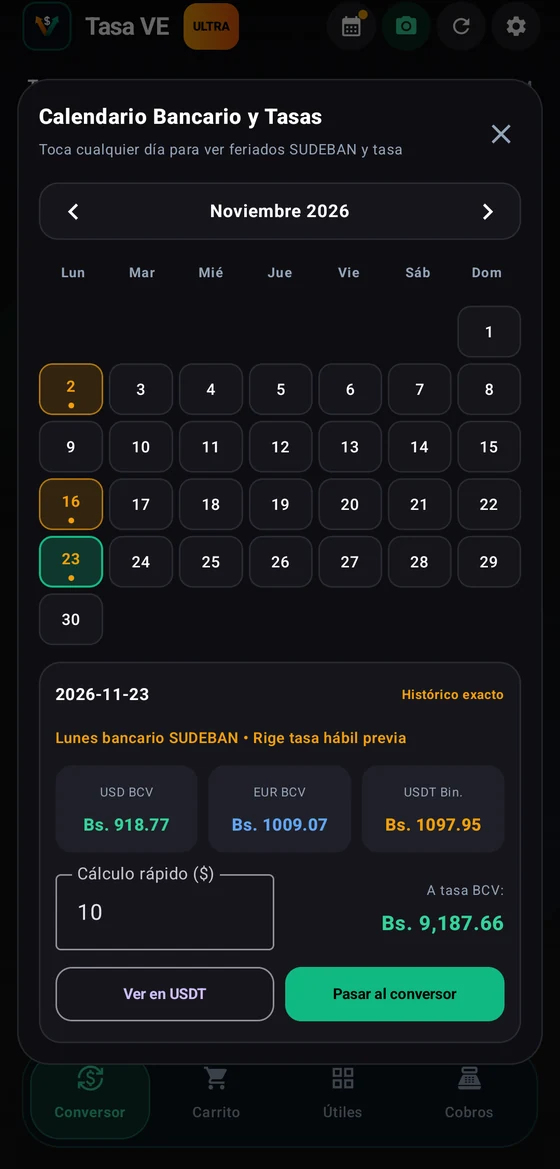 Tasa VE ULTRA
Calendario Bancario y Tasas
Toca cualquier día para ver feriados SUDEBAN y tasa
Noviembre 2026
Lun Mar Mié Jue Vie Sáb Dom
1
2 3 4 5 6 7 8
9 10 11 12 13 14 15
16 17 18 19 20 21 22
23 24 25 26 27 28 29
30
2026-11-23 Histórico exacto
Lunes bancario SUDEBAN • Rige tasa hábil previa
USD BCV EUR BCV USDT Bin.
Bs. 918.77 Bs. 1009.07 Bs. 1097.95
Cálculo rápido ($)
10
A tasa BCV:
Bs. 9,187.66
Ver en USDT Pasar al conversor
Conversor Carrito Útiles Cobros